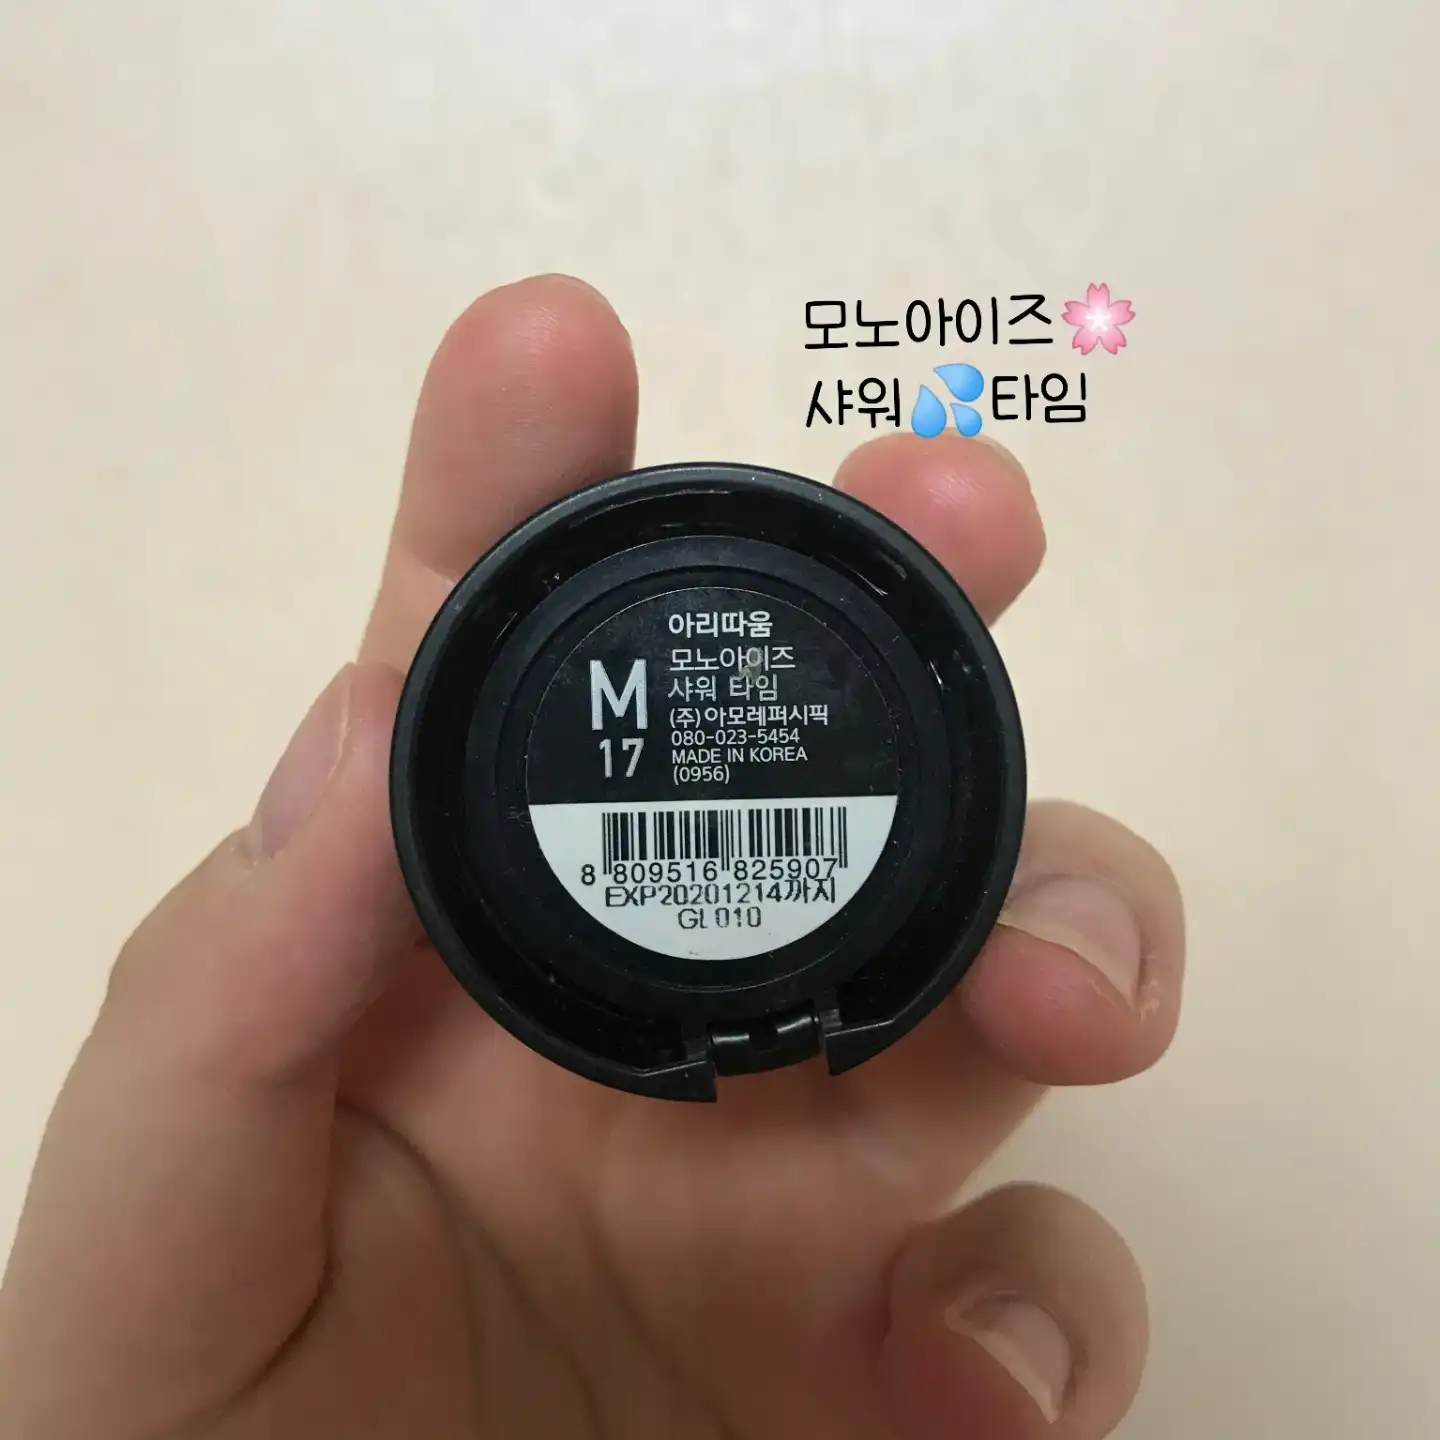 모노아이즈🌸
샤워💦타임
아리따움
모노아이즈
샤워 타임
M
17
(주)아모레퍼시픽
080-023-5454
MADE IN KOREA
(0956)
8 809516 825907
EXP20201214까지
GL010